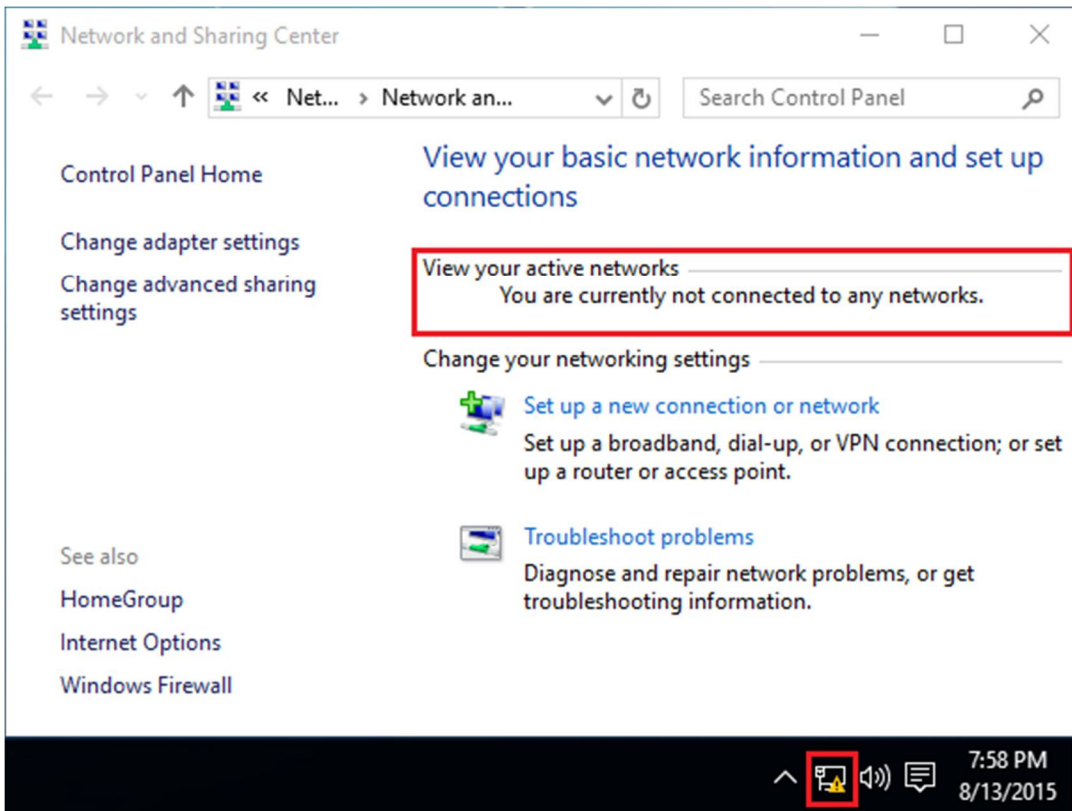 Network and Sharing Center
« Net... > Network an...
Search Control Panel
Control Panel Home
Change adapter settings
Change advanced sharing
settings
See also
HomeGroup
Internet Options
Windows Firewall
View your basic network information and set up
connections
View your active networks
You are currently not connected to any networks.
Change your networking settings
Set up a new connection or network
Set up a broadband, dial-up, or VPN connection; or set
up a router or access point.
Troubleshoot problems
Diagnose and repair network problems, or get
troubleshooting information.
7:58 PM
8/13/2015